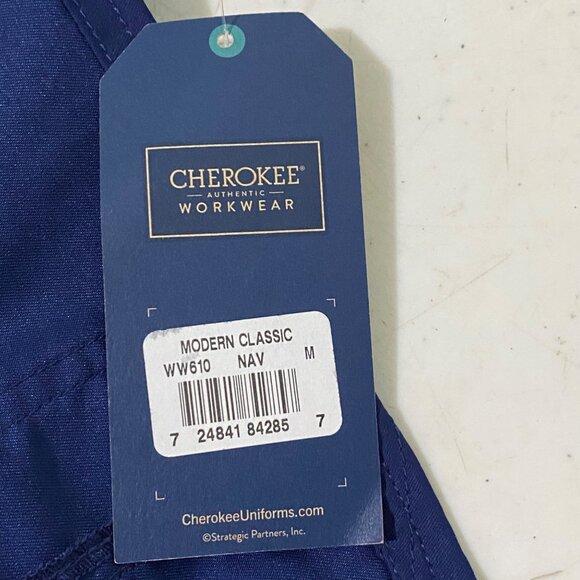 CHEROKEE®
AUTHENTIC
WORKWEAR
MODERN CLASSIC
WW610 NAV M
7 24841 84285 7
CherokeeUniforms.com
©Strategic Partners, Inc.